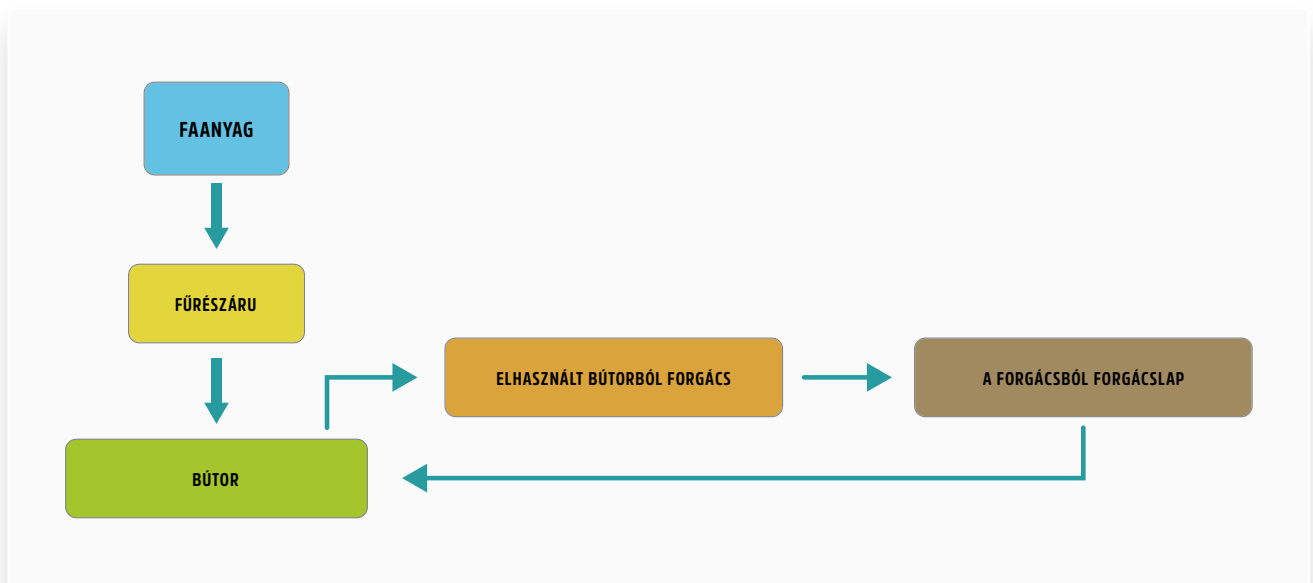 FAANYAG
FŰRÉSZÁRU
BÚTOR
ELHASZNÁLT BÚTORBÓL FORGÁCS
A FORGÁCSBÓL FORGÁCSLAP